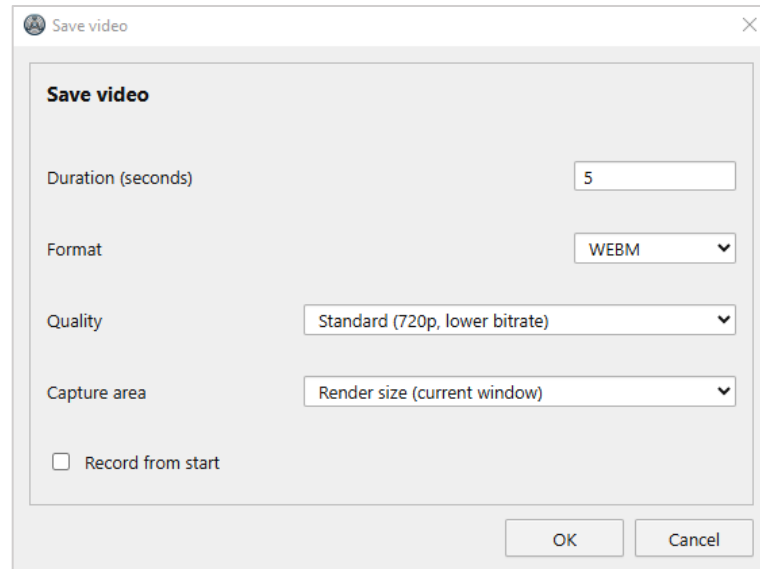 Save video
Save video
Duration (seconds)
5
Format
WEBM
Quality
Standard (720p, lower bitrate)
Capture area
Render size (current window)
Record from start
OK
Cancel